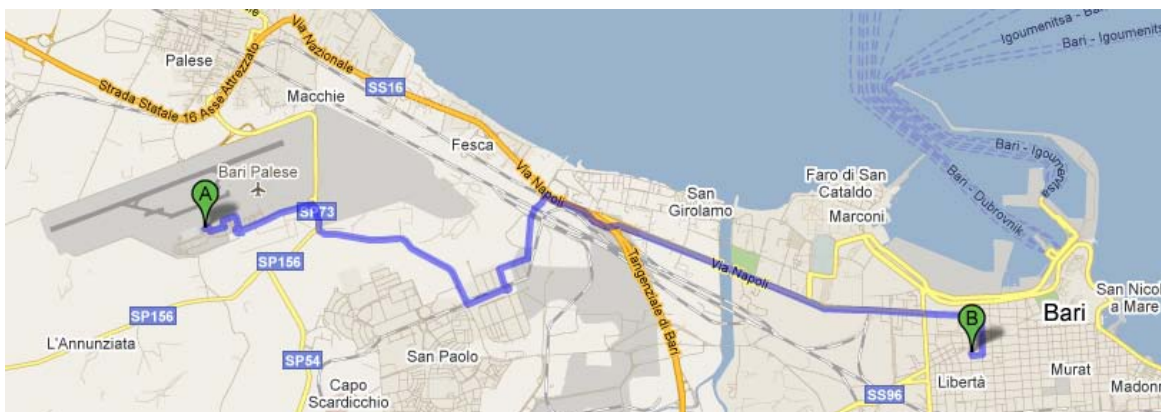 Via Nazionale
Igoumenitsa - Bari
Bari - Igoumenitsa
Palese
Strada Statale 16 Asse Attrezzato
Macchie
SS16
Fesca
Bari Palese
A
SP73
Via Napoli
San
Girolamo
Faro di San
Cataldo
Marconi
Bari - Igoumenitsa
Bari - Dubrovnik
SP156
Tangenziale di Bari
Via Napoli
San Nicol
a Mare
B
Bari
SP156
L'Annunziata
SP54
San Paolo
Capo
Scardicchio
Libertà
Murat
SS96
Madonn